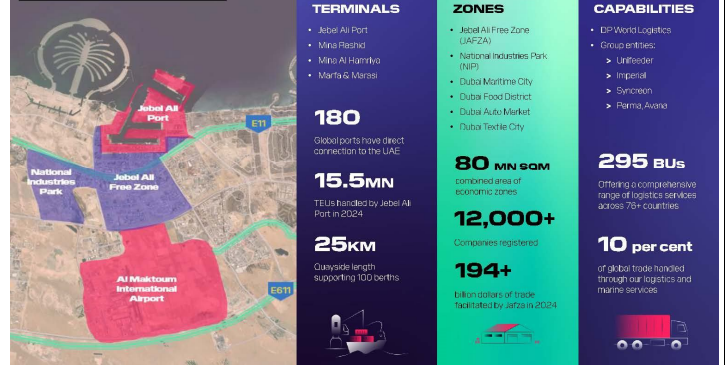 Jebel Ali
Port
E11
National
Industries
Park
Jebel Ali
Free Zone
Al Maktoum
International
Airport
E611
TERMINALS
• Jebel Ali Port
• Mina Rashid
• Mina Al Hamriya
• Marfa & Marasi
180
Global ports have direct
connection to the UAE
15.5MN
TEUs handled by Jebel Ali
Port in 2024
25KM
Quayside length
supporting 100 berths
ZONES
• Jebel Ali Free Zone
(JAFZA)
• National Industries Park
(NIP)
• Dubai Maritime City
• Dubai Food District
• Dubai Auto Market
• Dubai Textile City
80 MN SQM
combined area of
economic zones
12,000+
Companies registered
194+
billion dollars of trade
facilitated by Jafza in 2024
CAPABILITIES
• DP World Logistics
• Group entities:
> Unifeeder
> Imperial
> Syncreon
> Perma, Avana
295 BUs
Offering a comprehensive
range of logistics services
across 76+ countries
10 per cent
of global trade handled
through our logistics and
marine services